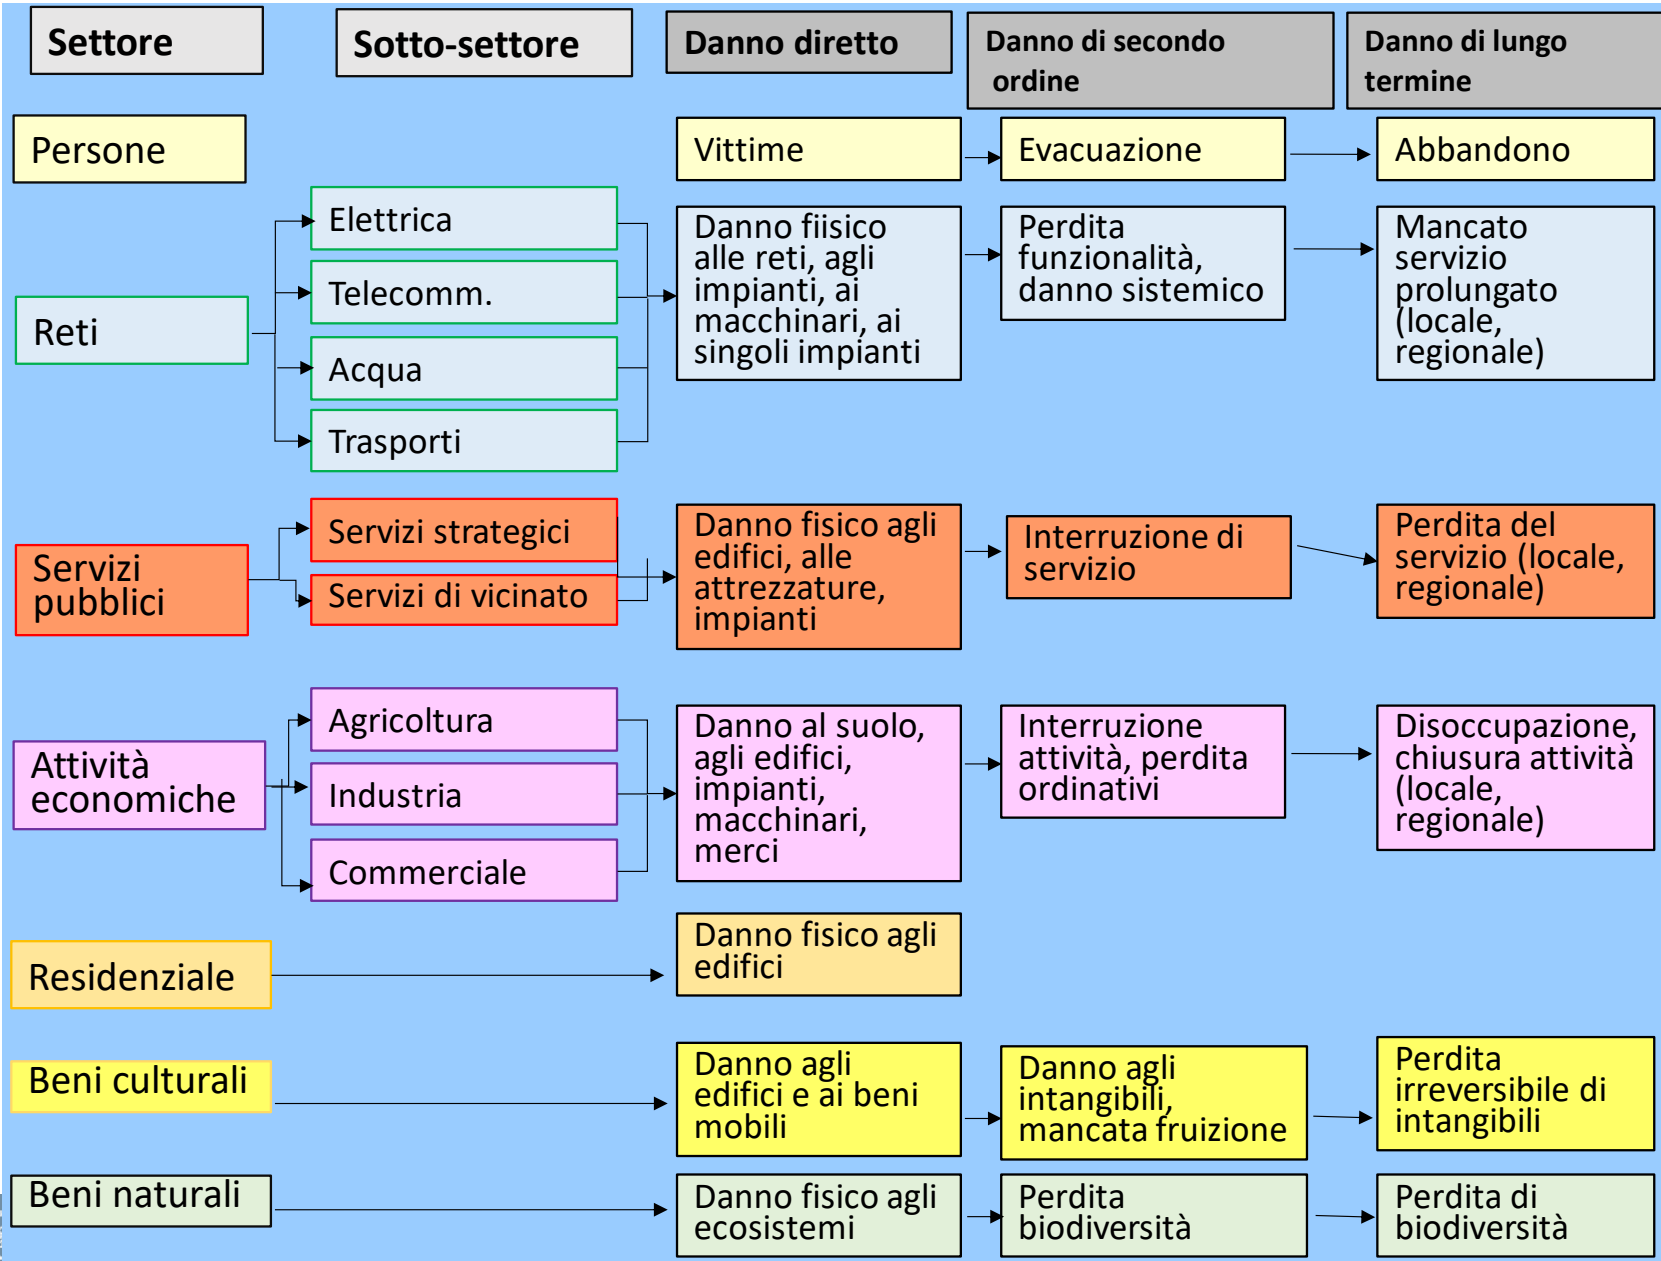 Settore
Sotto-settore
Danno diretto
Danno di secondo
ordine
Danno di lungo
termine
Persone
Vittime
Evacuazione
Abbandono
Reti
Elettrica
Telecomm.
Acqua
Trasporti
Danno fiisico
alle reti, agli
impianti, ai
macchinari, ai
singoli impianti
Perdita
funzionalità,
danno sistemico
Mancato
servizio
prolungato
(locale,
regionale)
Servizi
pubblici
Servizi strategici
Servizi di vicinato
Danno fisico agli
edifici, alle
attrezzature,
impianti
Interruzione di
servizio
Perdita del
servizio (locale,
regionale)
Attività
economiche
Agricoltura
Industria
Commerciale
Danno al suolo,
agli edifici,
impianti,
macchinari,
merci
Interruzione
attività, perdita
ordinativi
Disoccupazione,
chiusura attività
(locale,
regionale)
Residenziale
Danno fisico agli
edifici
Beni culturali
Danno agli
edifici e ai beni
mobili
Danno agli
intangibili,
mancata fruizione
Perdita
irreversibile di
intangibili
Beni naturali
Danno fisico agli
ecosistemi
Perdita
biodiversità
Perdita di
biodiversità